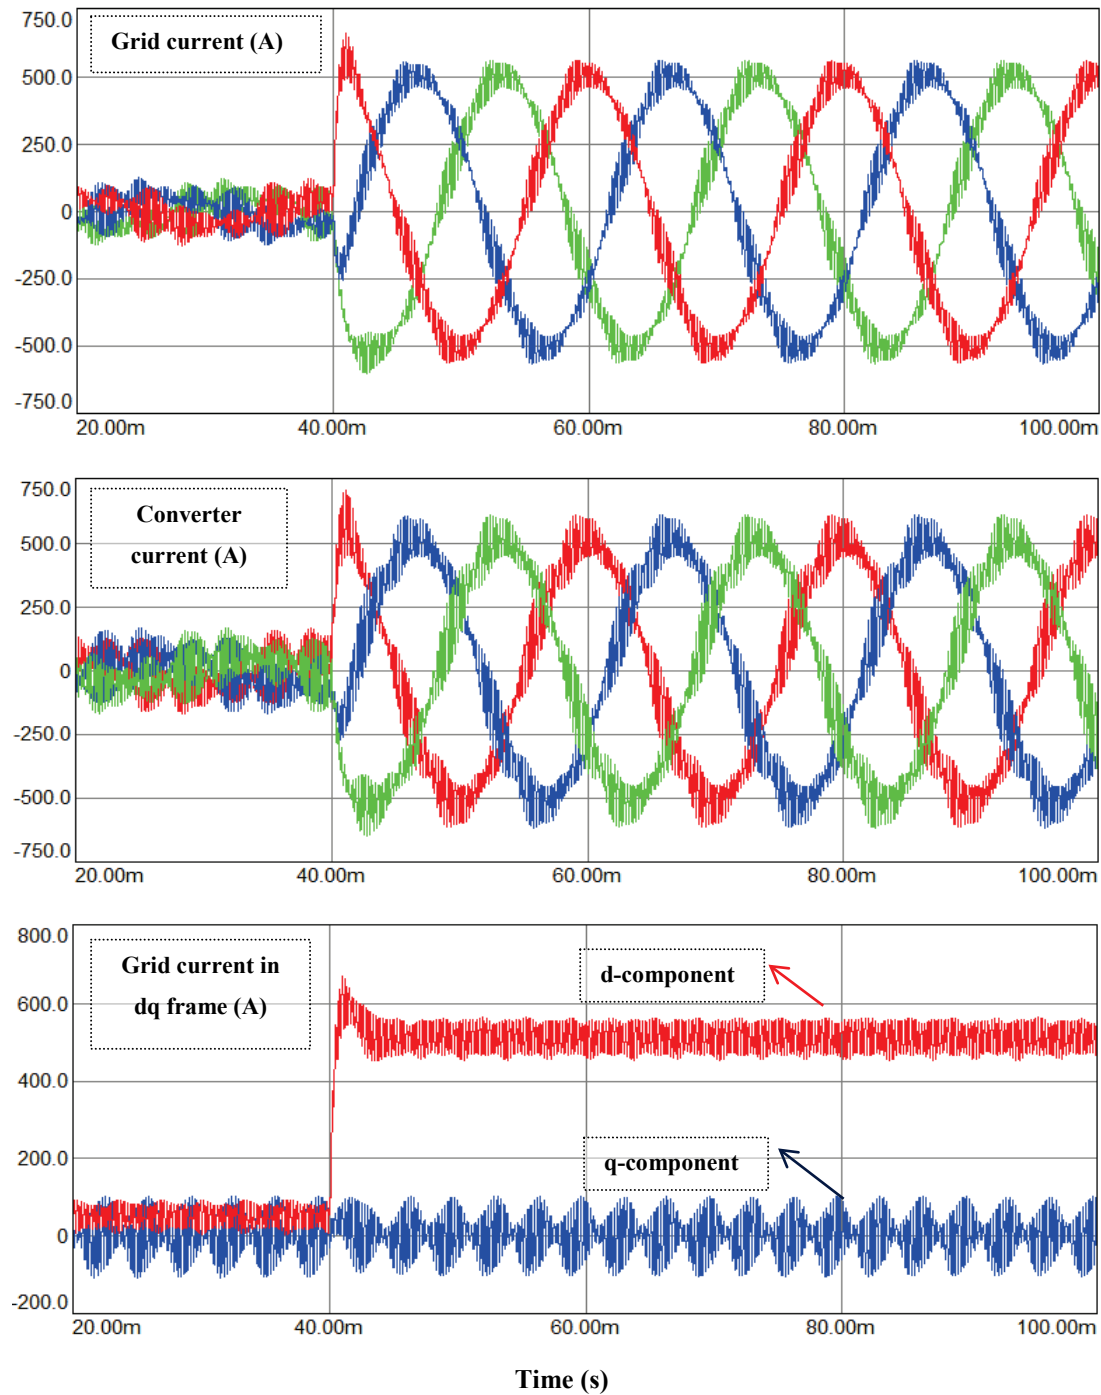 750.0
Grid current (A)
500.0
250.0
0
-250.0
-500.0
-750.0
20.00m 40.00m 60.00m 80.00m 100.00m
750.0
Converter
current (A)
500.0
250.0
0
-250.0
-500.0
-750.0
20.00m 40.00m 60.00m 80.00m 100.00m
800.0
Grid current in
dq frame (A)
d-component
600.0
400.0
200.0
q-component
0
-200.0
20.00m 40.00m 60.00m 80.00m 100.00m
Time (s)